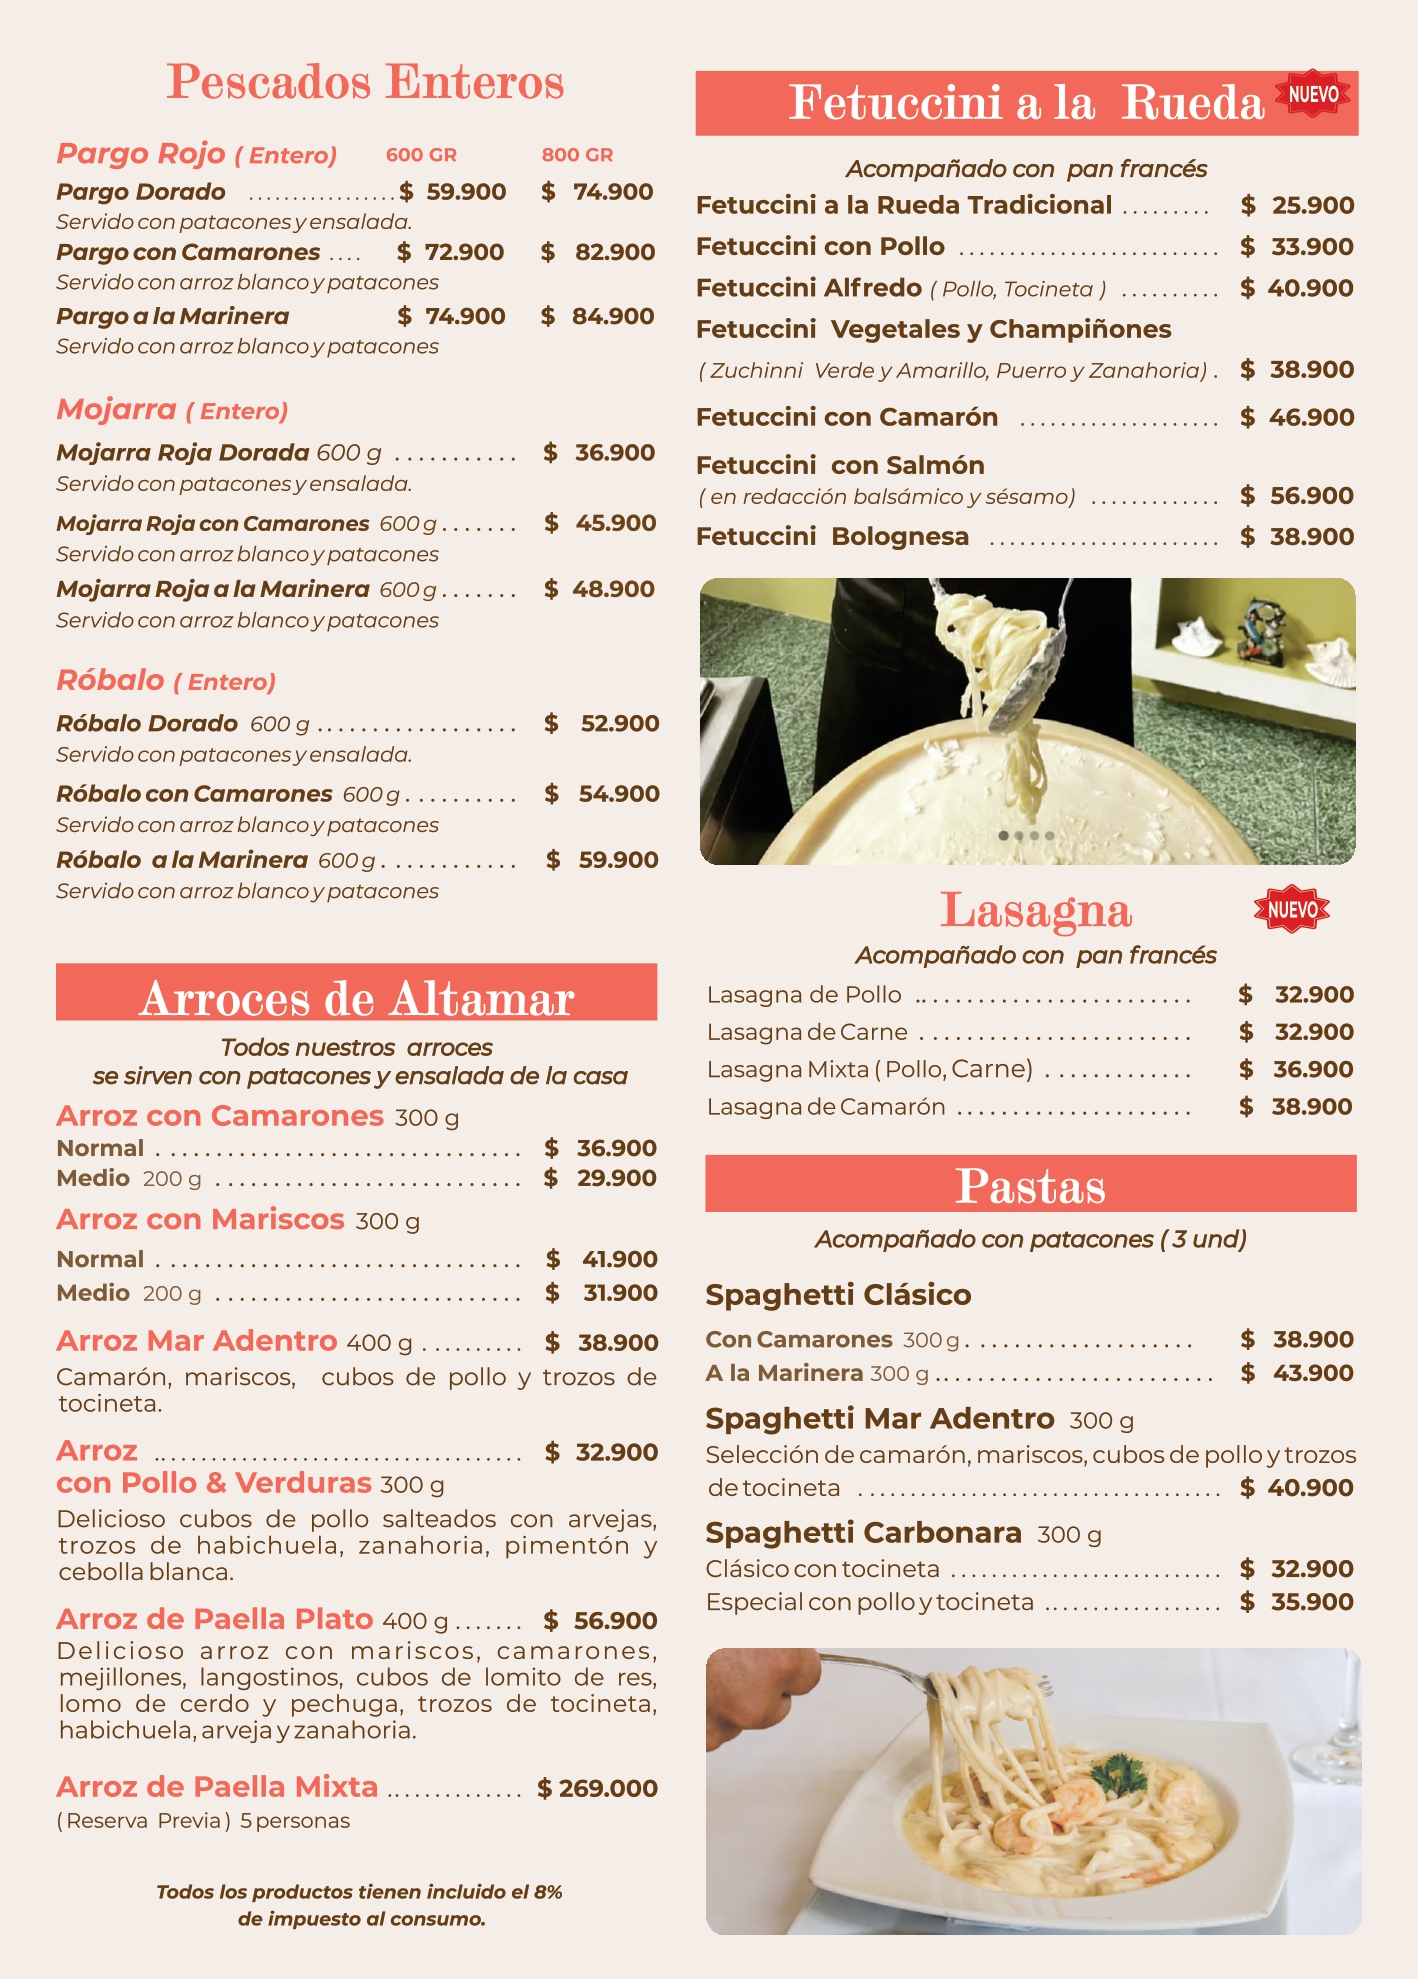 Pescados Enteros
Pargo Rojo ( Entero) 600 GR 800 GR
Pargo Dorado ................. $ 59.900 $ 74.900
Servido con patacones y ensalada.
Pargo con Camarones .... $ 72.900 $ 82.900
Servido con arroz blanco y patacones
Pargo a la Marinera $ 74.900 $ 84.900
Servido con arroz blanco y patacones
Mojarra ( Entero)
Mojarra Roja Dorada 600 g ........... $ 36.900
Servido con patacones y ensalada.
Mojarra Roja con Camarones 600 g ....... $ 45.900
Servido con arroz blanco y patacones
Mojarra Roja a la Marinera 600 g ....... $ 48.900
Servido con arroz blanco y patacones
Róbalo ( Entero)
Róbalo Dorado 600 g .................. $ 52.900
Servido con patacones y ensalada.
Róbalo con Camarones 600 g .......... $ 54.900
Servido con arroz blanco y patacones
Róbalo a la Marinera 600 g ............ $ 59.900
Servido con arroz blanco y patacones
Arroces de Altamar
Todos nuestros arroces
se sirven con patacones y ensalada de la casa
Arroz con Camarones 300 g
Normal ............................... $ 36.900
Medio 200 g .......................... $ 29.900
Arroz con Mariscos 300 g
Normal ............................... $ 41.900
Medio 200 g .......................... $ 31.900
Arroz Mar Adentro 400 g .......... $ 38.900
Camarón, mariscos, cubos de pollo y trozos de
tocineta.
Arroz .................................... $ 32.900
con Pollo & Verduras 300 g
Delicioso cubos de pollo salteados con arvejas,
trozos de habichuela, zanahoria, pimentón y
cebolla blanca.
Arroz de Paella Plato 400 g ....... $ 56.900
Delicioso arroz con mariscos, camarones,
mejillones, langostinos, cubos de lomito de res,
lomo de cerdo y pechuga, trozos de tocineta,
habichuela, arveja y zanahoria.
Arroz de Paella Mixta .............. $ 269.000
( Reserva Previa ) 5 personas
Todos los productos tienen incluido el 8%
de impuesto al consumo.
Fetuccini a la Rueda NUEVO
Acompañado con pan francés
Fetuccini a la Rueda Tradicional ......... $ 25.900
Fetuccini con Pollo .......................... $ 33.900
Fetuccini Alfredo ( Pollo, Tocineta ) .......... $ 40.900
Fetuccini Vegetales y Champiñones
( Zuchinni Verde y Amarillo, Puerro y Zanahoria) . $ 38.900
Fetuccini con Camarón .................... $ 46.900
Fetuccini con Salmón
( en redacción balsámico y sésamo) ............. $ 56.900
Fetuccini Bolognesa ....................... $ 38.900
Lasagna NUEVO
Acompañado con pan francés
Lasagna de Pollo ......................... $ 32.900
Lasagna de Carne ........................ $ 32.900
Lasagna Mixta ( Pollo, Carne) ............. $ 36.900
Lasagna de Camarón ..................... $ 38.900
Pastas
Acompañado con patacones ( 3 und)
Spaghetti Clásico
Con Camarones 300 g .................... $ 38.900
A la Marinera 300 g .......................... $ 43.900
Spaghetti Mar Adentro 300 g
Selección de camarón, mariscos, cubos de pollo y trozos
de tocineta .................................... $ 40.900
Spaghetti Carbonara 300 g
Clásico con tocineta .......................... $ 32.900
Especial con pollo y tocineta .................. $ 35.900